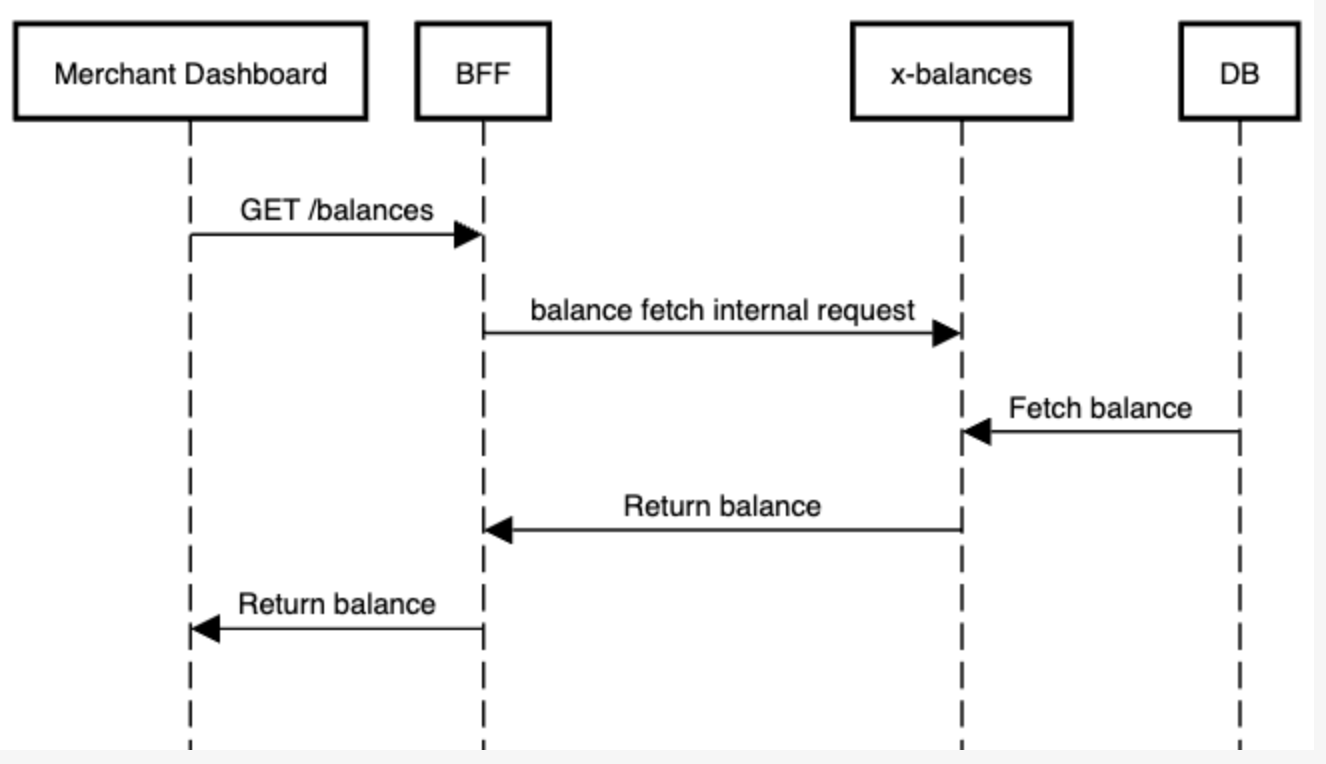 Merchant Dashboard
BFF
x-balances
DB
GET /balances
balance fetch internal request
Fetch balance
Return balance
Return balance